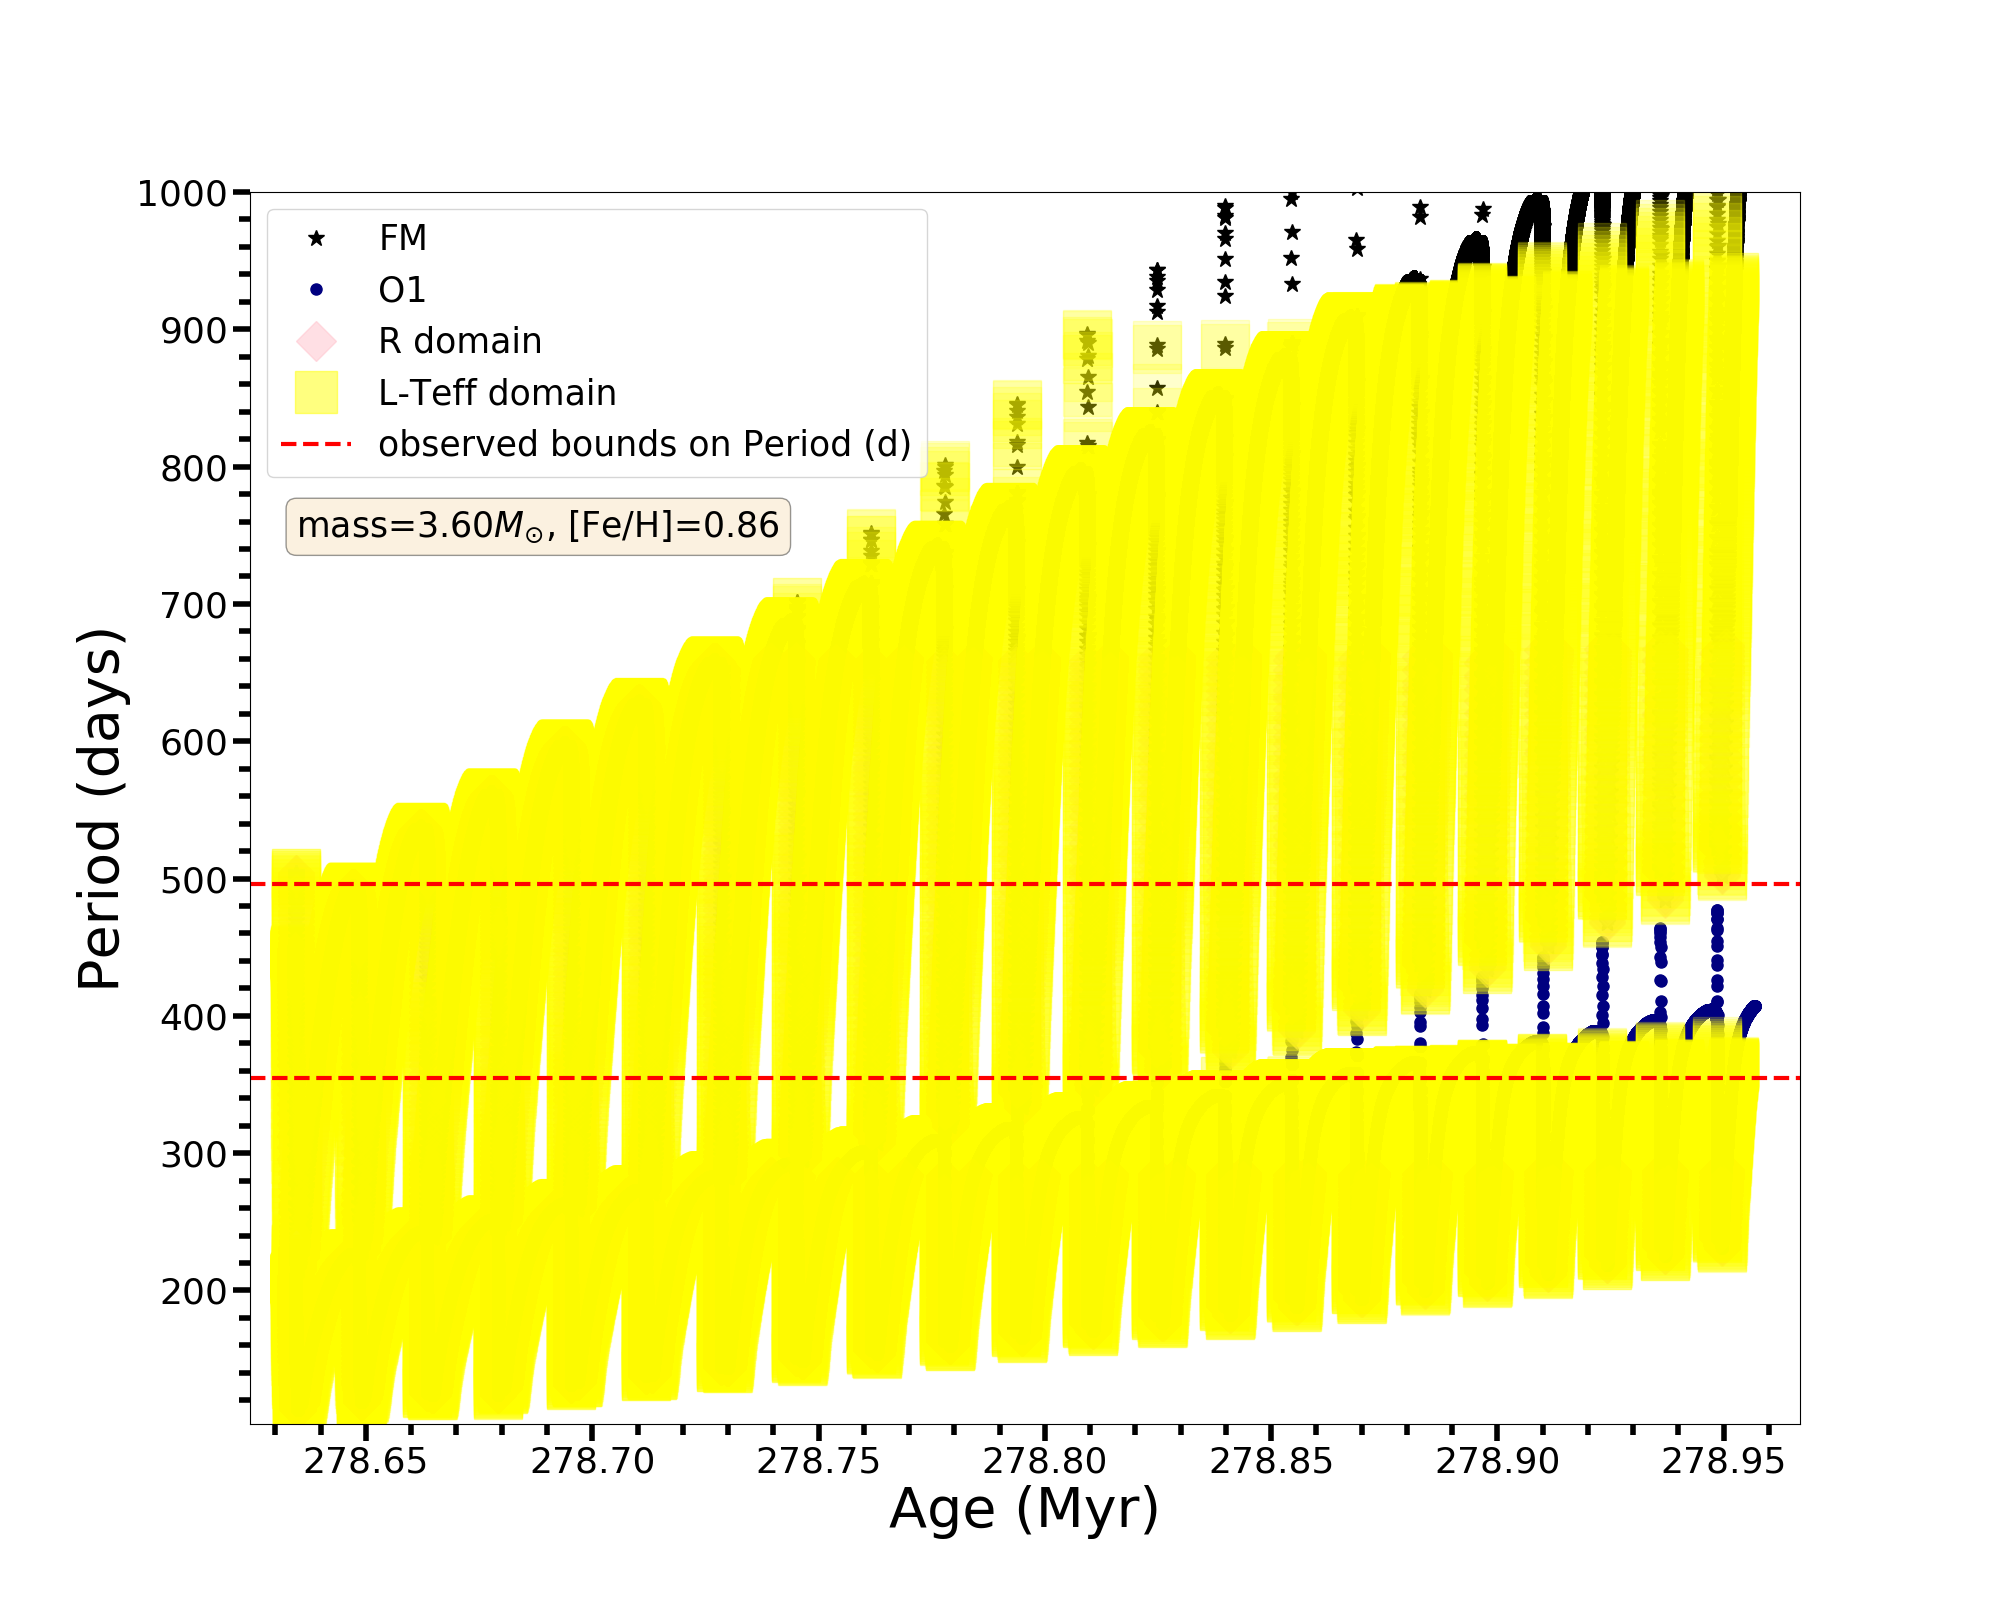 1000
900
800
700
600
500
400
300
200
Period (days)
FM
O1
R domain
L-Teff domain
observed bounds on Period (d)
mass=3.60M⊙, [Fe/H]=0.86
278.65 278.70 278.75 278.80 278.85 278.90 278.95
Age (Myr)